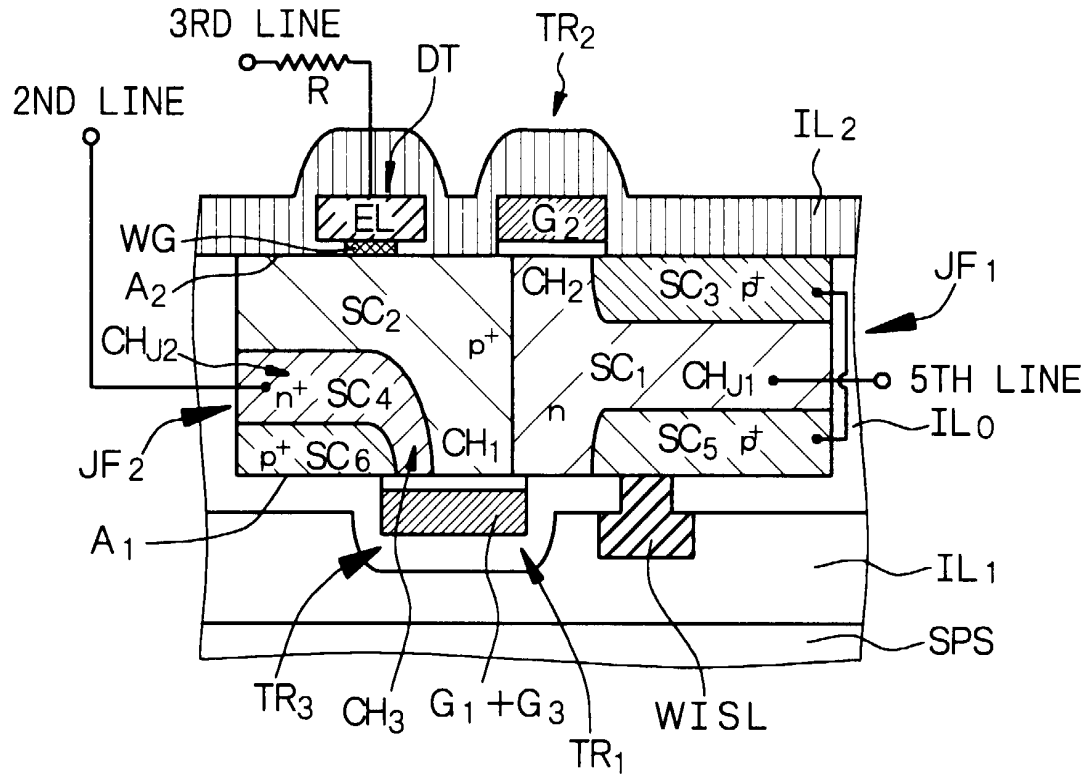 3RD LINE
TR2
R
DT
2ND LINE
IL2
EL
G2
WG
A2
CH2
SC3 p+
JF1
SC2
CHJ2
p+
SC1
CHJ1
5TH LINE
n+ SC4
n
IL0
JF2
CH1
p+ SC6
SC5 p+
A1
IL1
SPS
TR3
CH3
G1+G3
TR1
WISL